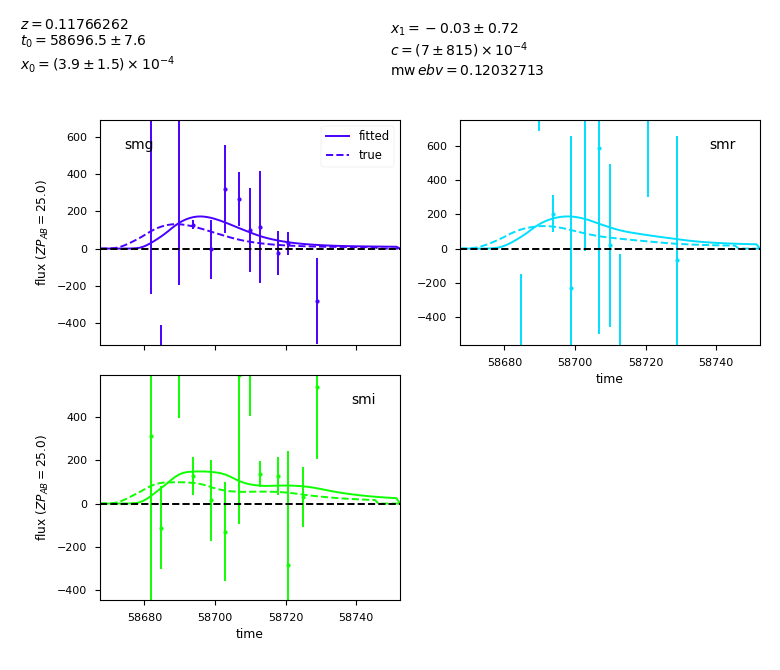 z = 0.11766262
t₀ = 58696.5 ± 7.6
x₀ = (3.9 ± 1.5) × 10⁻⁴
x₁ = −0.03 ± 0.72
c = (7 ± 815) × 10⁻⁴
mw ebv = 0.12032713
smg
fitted
true
600
400
200
0
−200
−400
flux (ZP_AB = 25.0)
smr
600
400
200
0
−200
−400
58680 58700 58720 58740
time
smi
400
200
0
−200
−400
flux (ZP_AB = 25.0)
58680 58700 58720 58740
time